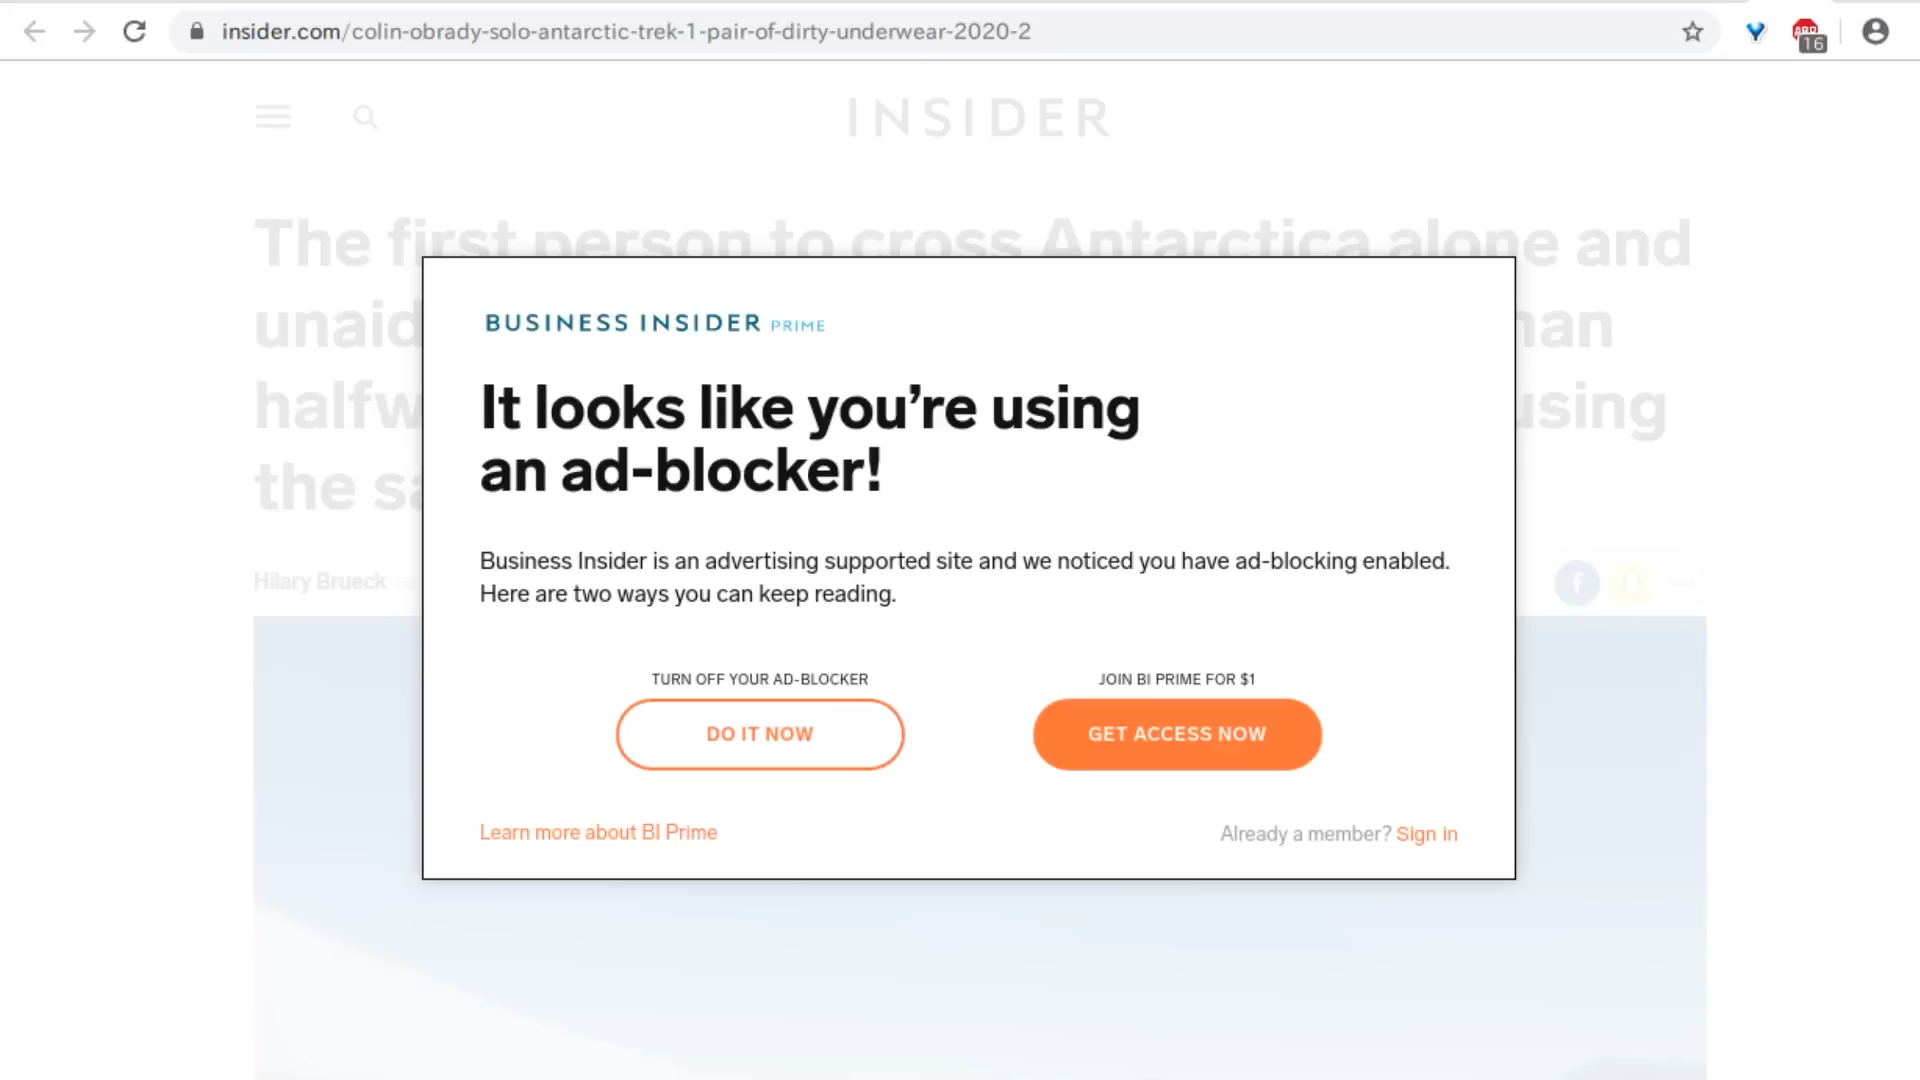 insider.com/colin-obrady-solo-antarctic-trek-1-pair-of-dirty-underwear-2020-2
ABP
16
INSIDER
The first person to cross Antarctica alone and
unaid
han
halfw
using
the sa
BUSINESS INSIDER PRIME
It looks like you’re using
an ad-blocker!
Business Insider is an advertising supported site and we noticed you have ad-blocking enabled.
Here are two ways you can keep reading.
Hilary Brueck
TURN OFF YOUR AD-BLOCKER
JOIN BI PRIME FOR $1
DO IT NOW
GET ACCESS NOW
Learn more about BI Prime
Already a member? Sign in